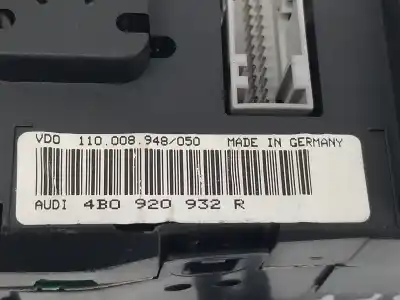 VDO 110.008.948/050 MADE IN GERMANY
AUDI 4B0 920 932 R